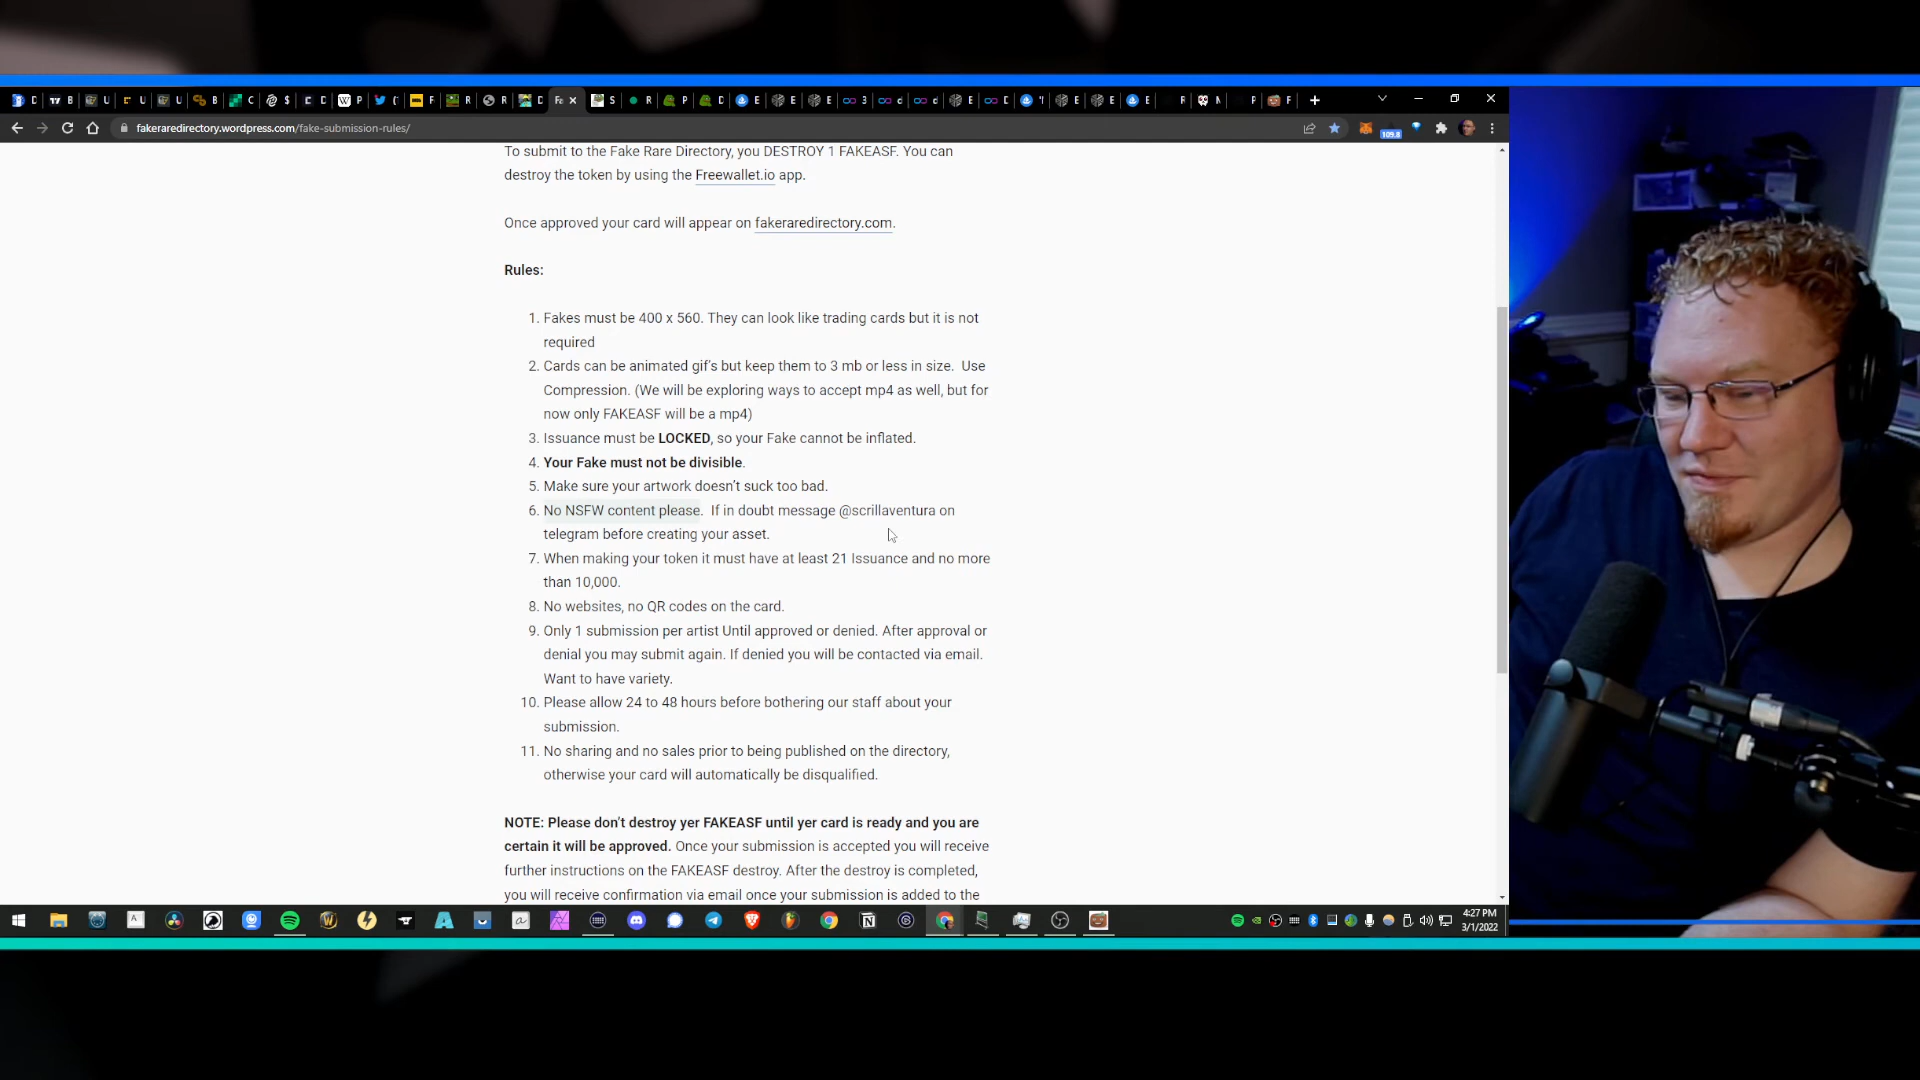 D
B
U
U
U
B
C
$
D
P
(
F
R
R
D
Fe
S
R
P
D
E
E
E
3
d
d
E
D
"
E
E
E
F
M
P
F
fakeraredirectory.wordpress.com/fake-submission-rules/
109.8
To submit to the Fake Rare Directory, you DESTROY 1 FAKEASF. You can
destroy the token by using the Freewallet.io app.
Once approved your card will appear on fakeraredirectory.com.
Rules:
1. Fakes must be 400 x 560. They can look like trading cards but it is not
required
2. Cards can be animated gif's but keep them to 3 mb or less in size. Use
Compression. (We will be exploring ways to accept mp4 as well, but for
now only FAKEASF will be a mp4)
3. Issuance must be LOCKED, so your Fake cannot be inflated.
4. Your Fake must not be divisible.
5. Make sure your artwork doesn't suck too bad.
6. No NSFW content please. If in doubt message @scrillaventura on
telegram before creating your asset.
7. When making your token it must have at least 21 Issuance and no more
than 10,000.
8. No websites, no QR codes on the card.
9. Only 1 submission per artist Until approved or denied. After approval or
denial you may submit again. If denied you will be contacted via email.
Want to have variety.
10. Please allow 24 to 48 hours before bothering our staff about your
submission.
11. No sharing and no sales prior to being published on the directory,
otherwise your card will automatically be disqualified.
NOTE: Please don't destroy yer FAKEASF until yer card is ready and you are
certain it will be approved. Once your submission is accepted you will receive
further instructions on the FAKEASF destroy. After the destroy is completed,
you will receive confirmation via email once your submission is added to the
4:27 PM
3/1/2022